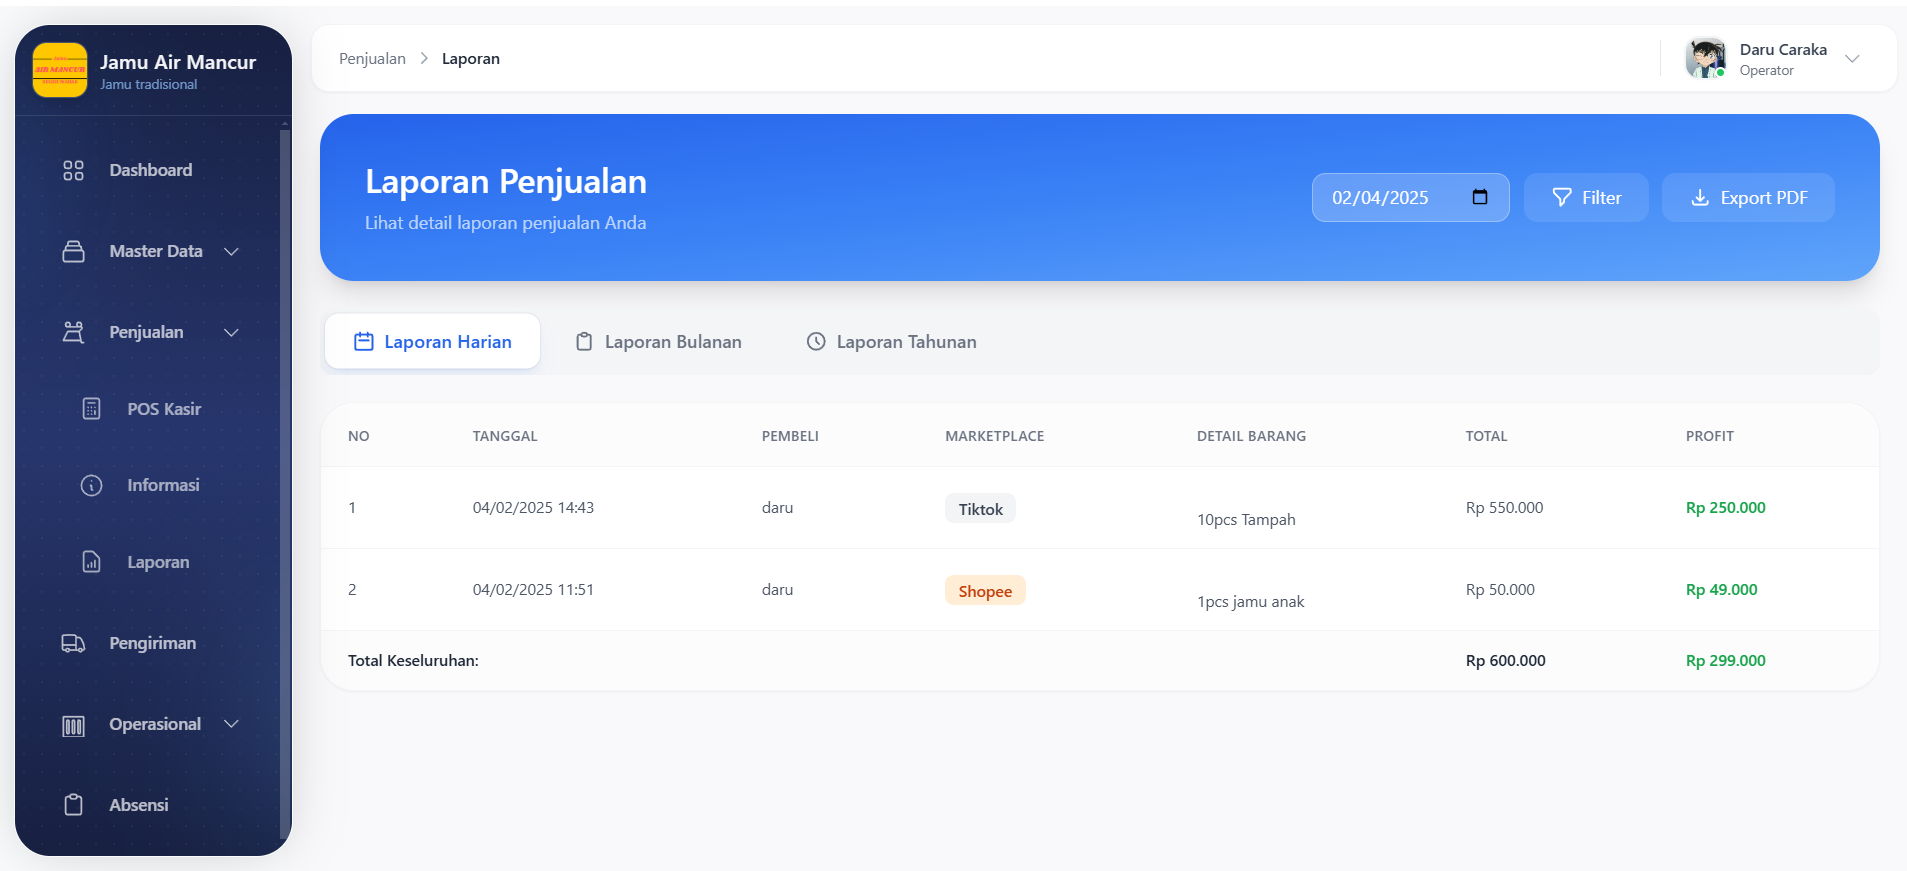 AIR MANCUR
Jamu Air Mancur
Jamu tradisional
Dashboard
Master Data
Penjualan
POS Kasir
Informasi
Laporan
Pengiriman
Operasional
Absensi
Penjualan > Laporan
Daru Caraka
Operator
Laporan Penjualan
Lihat detail laporan penjualan Anda
02/04/2025
Filter
Export PDF
Laporan Harian
Laporan Bulanan
Laporan Tahunan
NO TANGGAL PEMBELI MARKETPLACE DETAIL BARANG TOTAL PROFIT
1 04/02/2025 14:43 daru Tiktok 10pcs Tampah Rp 550.000 Rp 250.000
2 04/02/2025 11:51 daru Shopee 1pcs jamu anak Rp 50.000 Rp 49.000
Total Keseluruhan: Rp 600.000 Rp 299.000